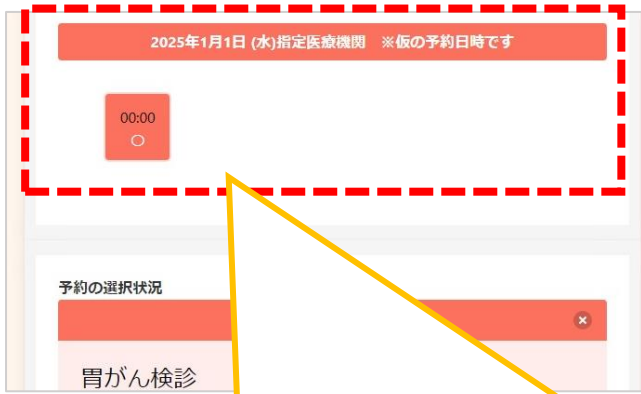 2025年1月1日 (水)指定医療機関　※仮の予約日時です
00:00
○
予約の選択状況
胃がん検診